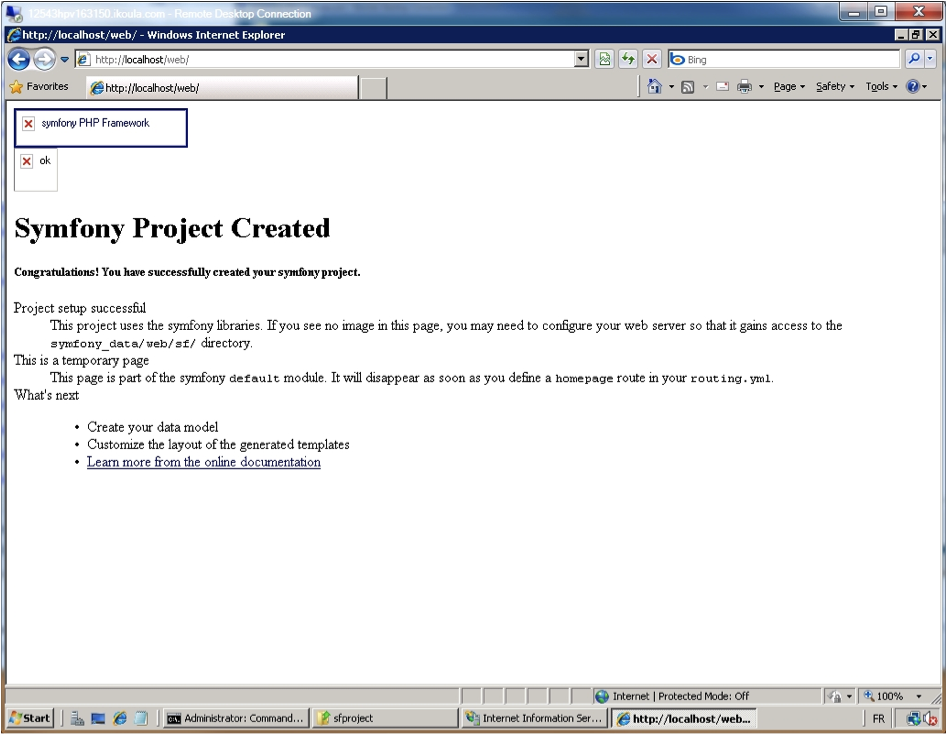 12543hpv163150.ikoula.com - Remote Desktop Connection
http://localhost/web/ - Windows Internet Explorer
http://localhost/web/
Bing
Favorites
http://localhost/web/
Page
Safety
Tools
symfony PHP Framework
ok
Symfony Project Created
Congratulations! You have successfully created your symfony project.
Project setup successful
This project uses the symfony libraries. If you see no image in this page, you may need to configure your web server so that it gains access to the
symfony_data/web/sf/ directory.
This is a temporary page
This page is part of the symfony default module. It will disappear as soon as you define a homepage route in your routing.yml.
What's next
• Create your data model
• Customize the layout of the generated templates
• Learn more from the online documentation
Internet | Protected Mode: Off
100%
Start
Administrator: Command...
sfproject
Internet Information Ser...
http://localhost/web...
FR